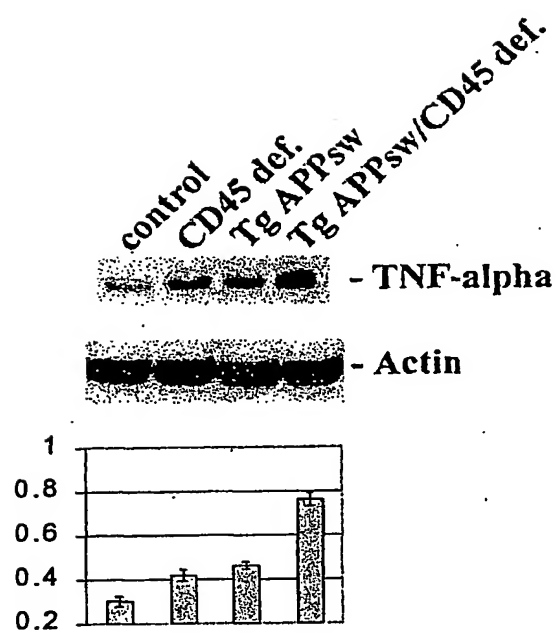 control
CD45 def.
Tg APPsw
Tg APPsw/CD45 def.
- TNF-alpha
- Actin
1
0.8
0.6
0.4
0.2